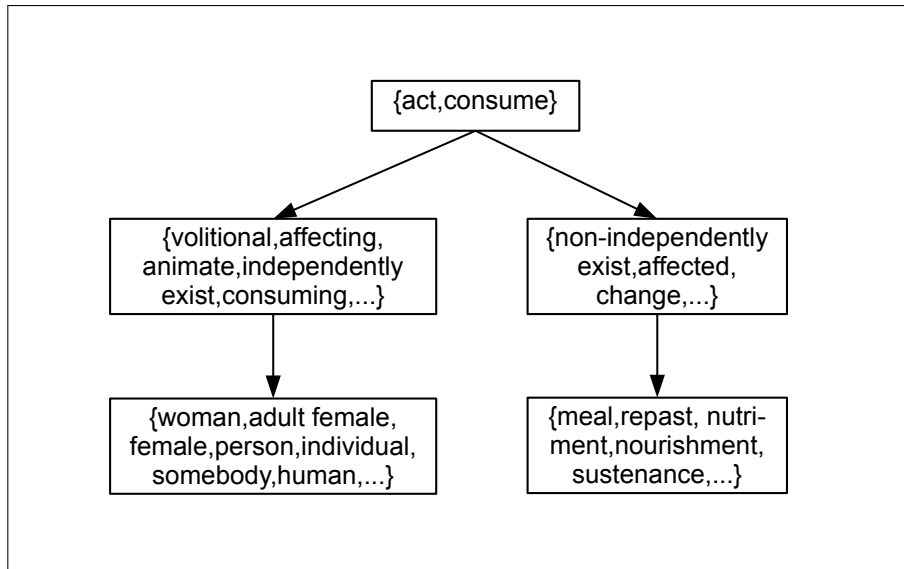 {act,consume}
{volitional,affecting,
animate,independently
exist,consuming,...}
{non-independently
exist,affected,
change,...}
{woman,adult female,
female,person,individual,
somebody,human,...}
{meal,repast, nutri-
ment,nourishment,
sustenance,...}